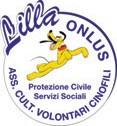 Lilla ONLUS
Protezione Civile
Servizi Sociali
ASS. CULT. VOLONTARI CINOFILI